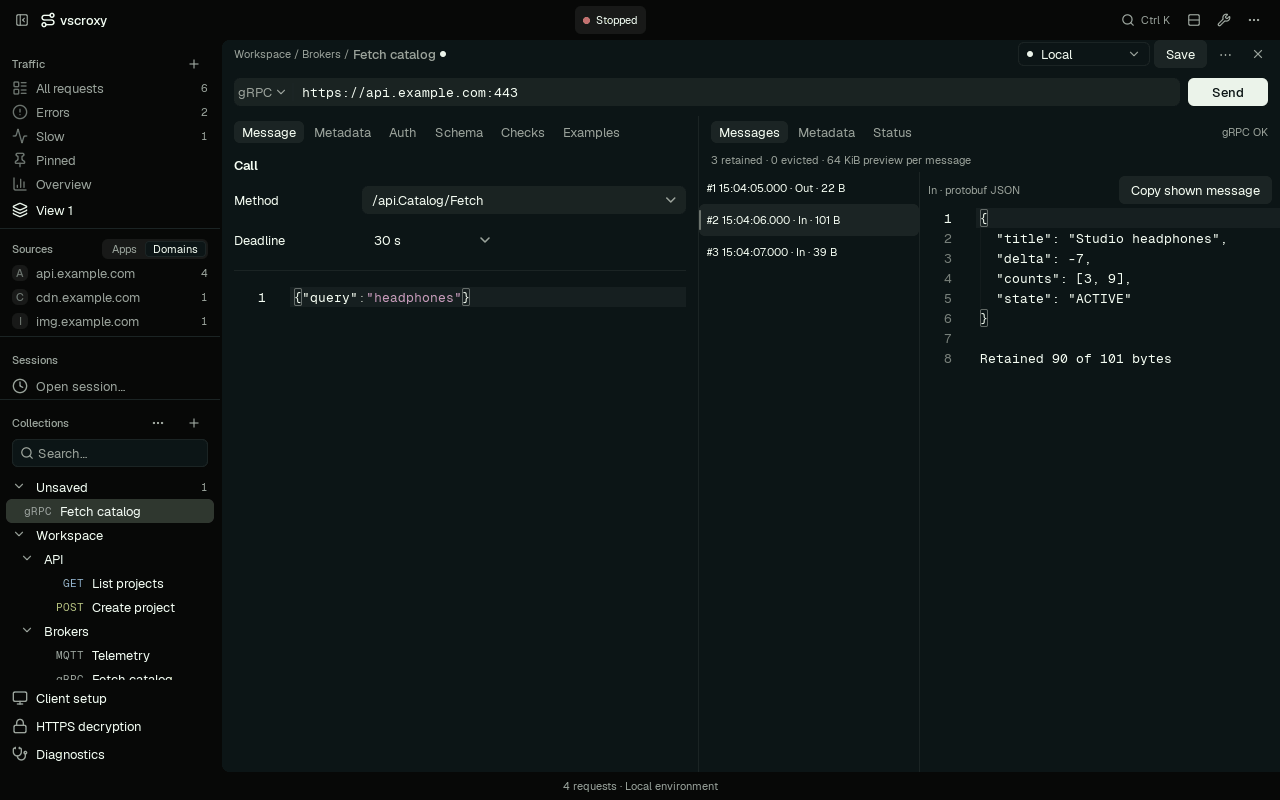 vscroxy
Stopped
Ctrl K
Traffic
All requests 6
Errors 2
Slow 1
Pinned
Overview
View 1
Sources Apps Domains
A api.example.com 4
C cdn.example.com 1
I img.example.com 1
Sessions
Open session...
Collections
Search...
Unsaved 1
gRPC Fetch catalog
Workspace
API
GET List projects
POST Create project
Brokers
MQTT Telemetry
gRPC Fetch catalog
Client setup
HTTPS decryption
Diagnostics
Workspace / Brokers / Fetch catalog
Local
Save
gRPC https://api.example.com:443
Send
Message Metadata Auth Schema Checks Examples
Call
Method /api.Catalog/Fetch
Deadline 30 s
1 {"query":"headphones"}
Messages Metadata Status
gRPC OK
3 retained · 0 evicted · 64 KiB preview per message
#1 15:04:05.000 · Out · 22 B
#2 15:04:06.000 · In · 101 B
#3 15:04:07.000 · In · 39 B
In · protobuf JSON
Copy shown message
1 {
2 "title": "Studio headphones",
3 "delta": -7,
4 "counts": [3, 9],
5 "state": "ACTIVE"
6 }
7
8 Retained 90 of 101 bytes
4 requests · Local environment